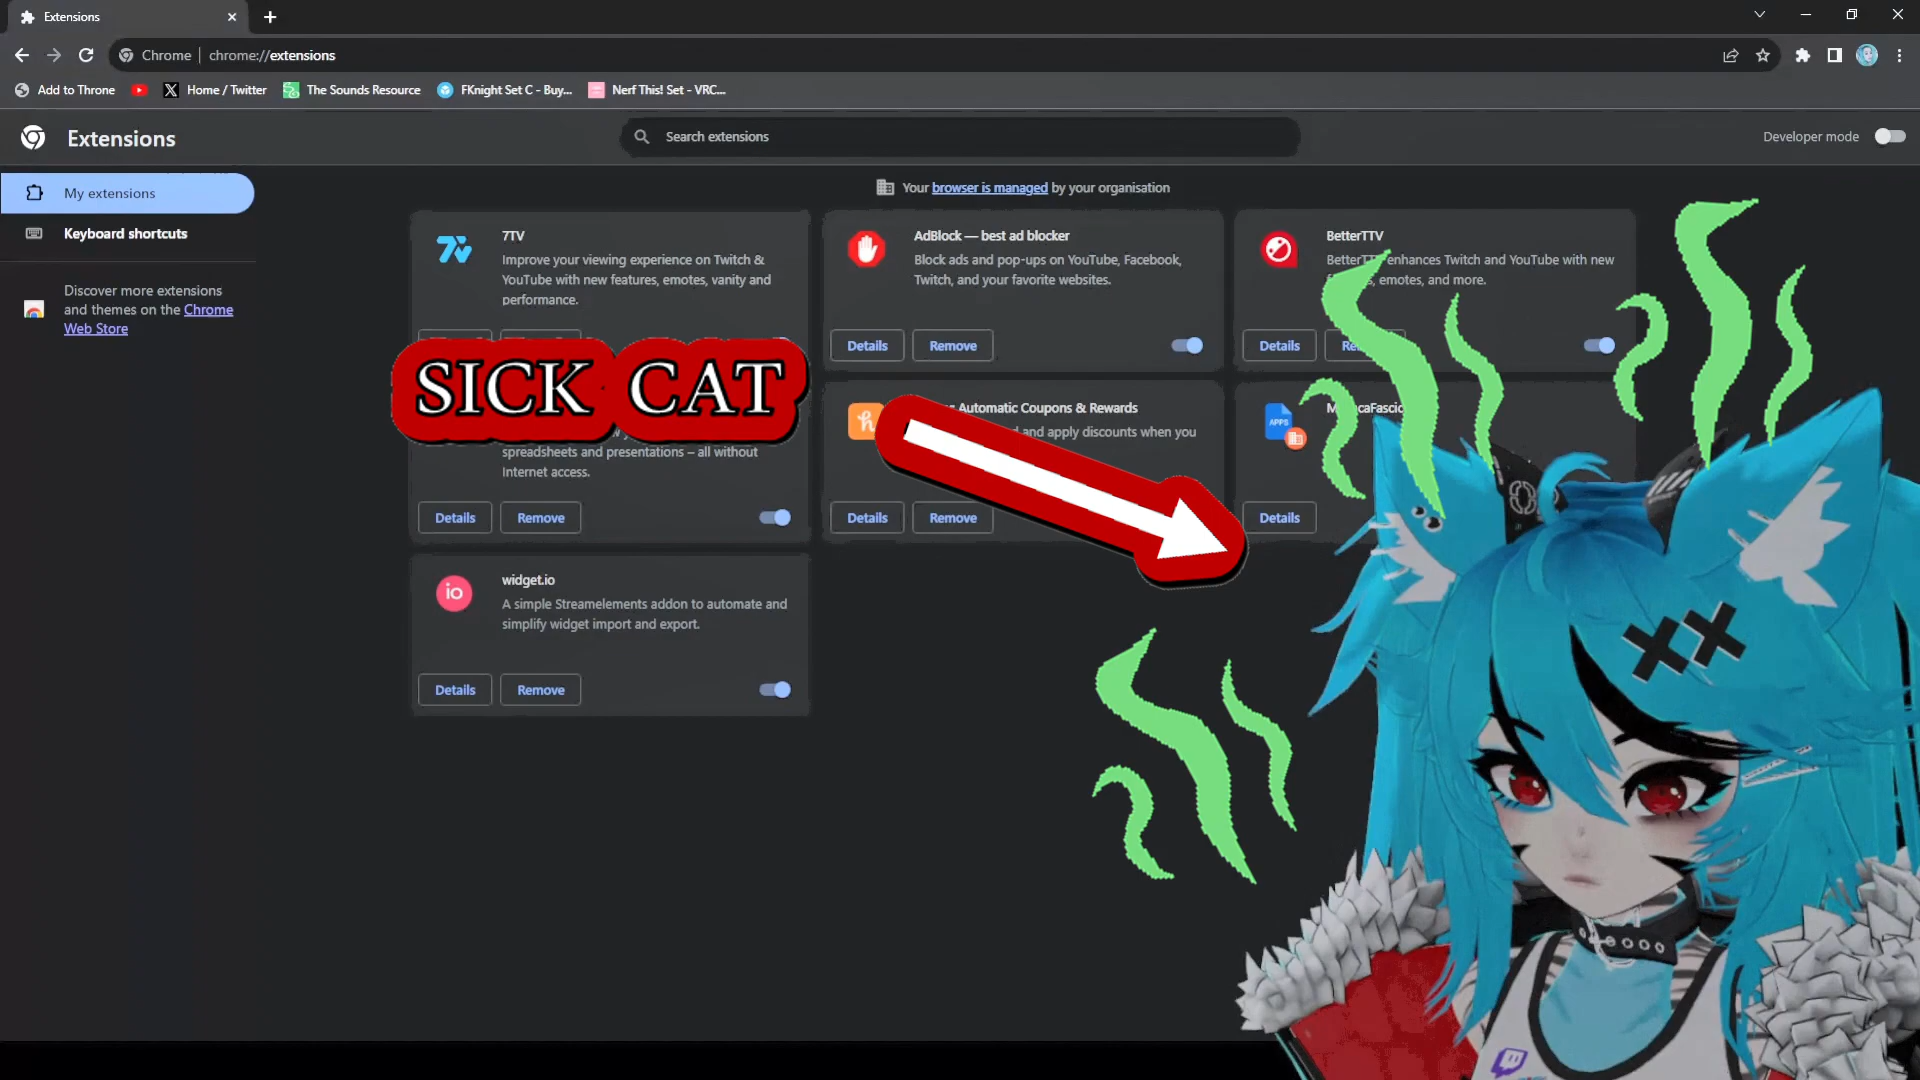 Extensions
Chrome
chrome://extensions
Add to Throne
Home / Twitter
The Sounds Resource
FKnight Set C - Buy...
Nerf This! Set - VRC...
Extensions
Search extensions
Developer mode
My extensions
Keyboard shortcuts
Discover more extensions
and themes on the Chrome
Web Store
Your browser is managed by your organisation
7TV
Improve your viewing experience on Twitch &
YouTube with new features, emotes, vanity and
performance.
AdBlock — best ad blocker
Block ads and pop-ups on YouTube, Facebook,
Twitch, and your favorite websites.
Details
Remove
BetterTTV
enhances Twitch and YouTube with new
emotes, and more.
Details
SICK CAT
spreadsheets and presentations – all without
Internet access.
Details
Remove
h
Automatic Coupons & Rewards
and apply discounts when you
Details
Remove
APPS
Details
io
widget.io
A simple Streamelements addon to automate and
simplify widget import and export.
Details
Remove